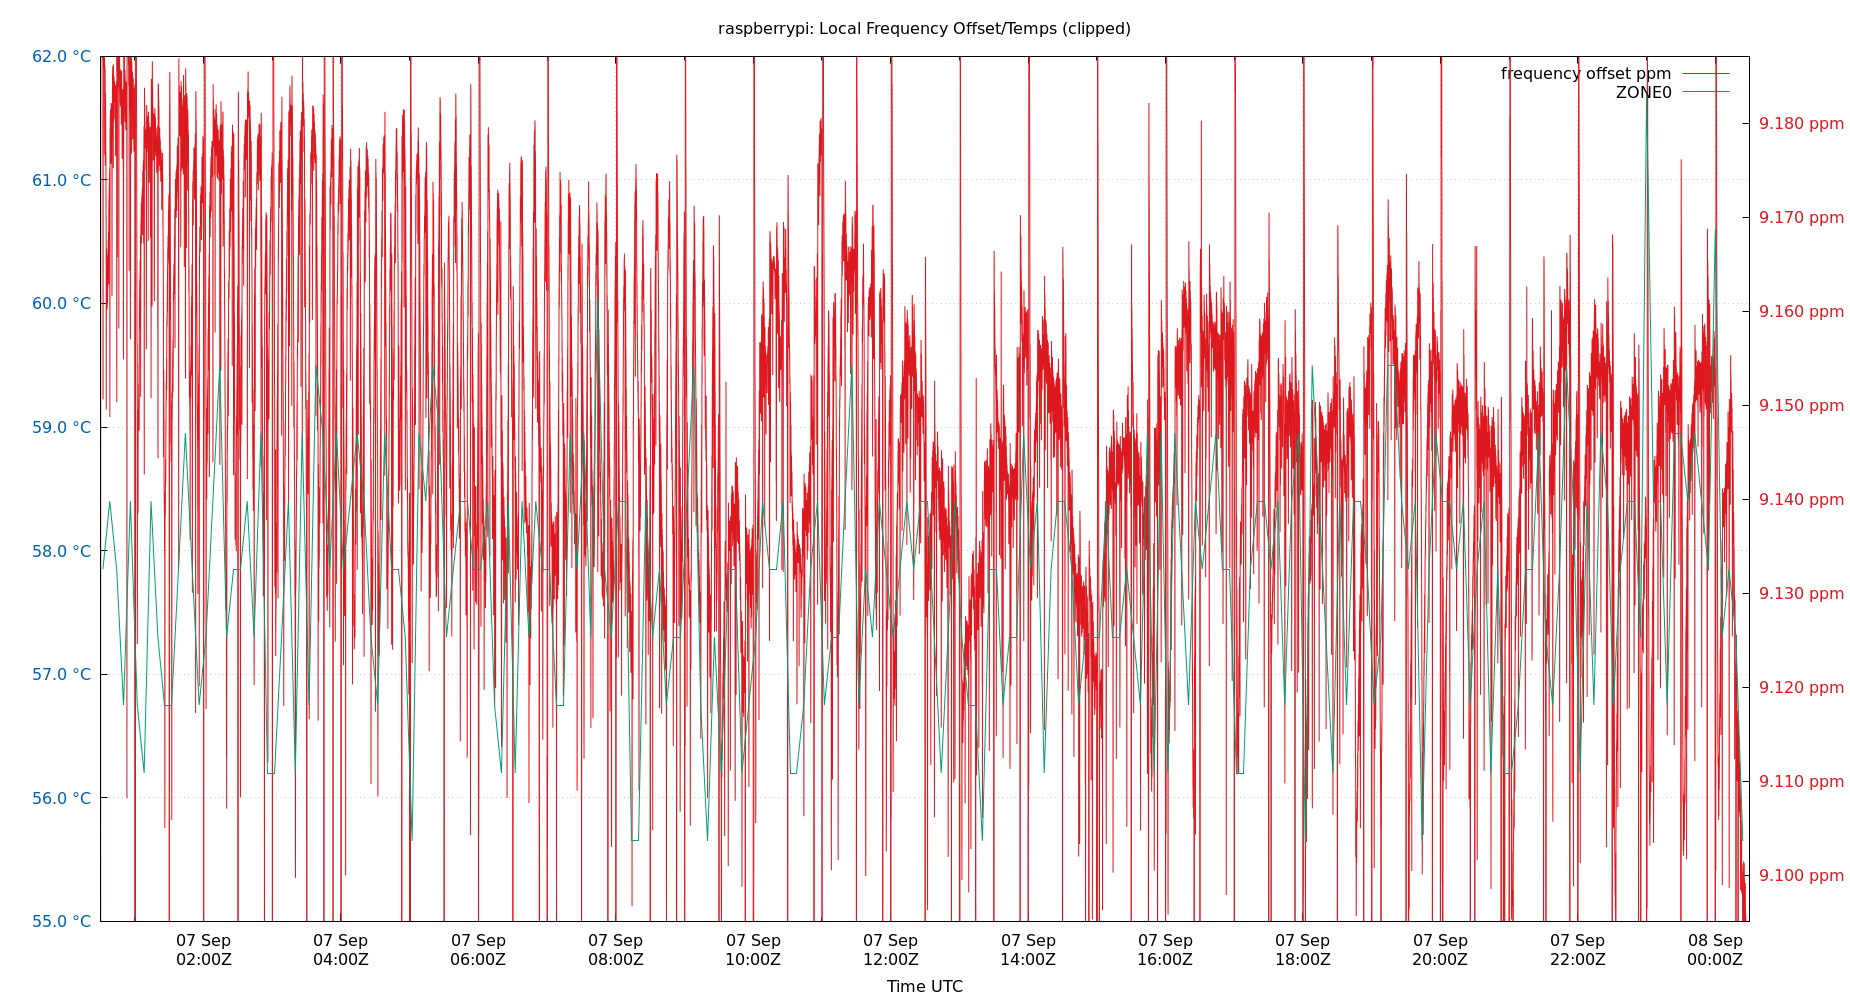 raspberrypi: Local Frequency Offset/Temps (clipped)
frequency offset ppm
ZONE0
62.0 °C
61.0 °C
60.0 °C
59.0 °C
58.0 °C
57.0 °C
56.0 °C
55.0 °C
9.180 ppm
9.170 ppm
9.160 ppm
9.150 ppm
9.140 ppm
9.130 ppm
9.120 ppm
9.110 ppm
9.100 ppm
07 Sep 07 Sep 07 Sep 07 Sep 07 Sep 07 Sep 07 Sep 07 Sep 07 Sep 07 Sep 07 Sep 08 Sep
02:00Z 04:00Z 06:00Z 08:00Z 10:00Z 12:00Z 14:00Z 16:00Z 18:00Z 20:00Z 22:00Z 00:00Z
Time UTC